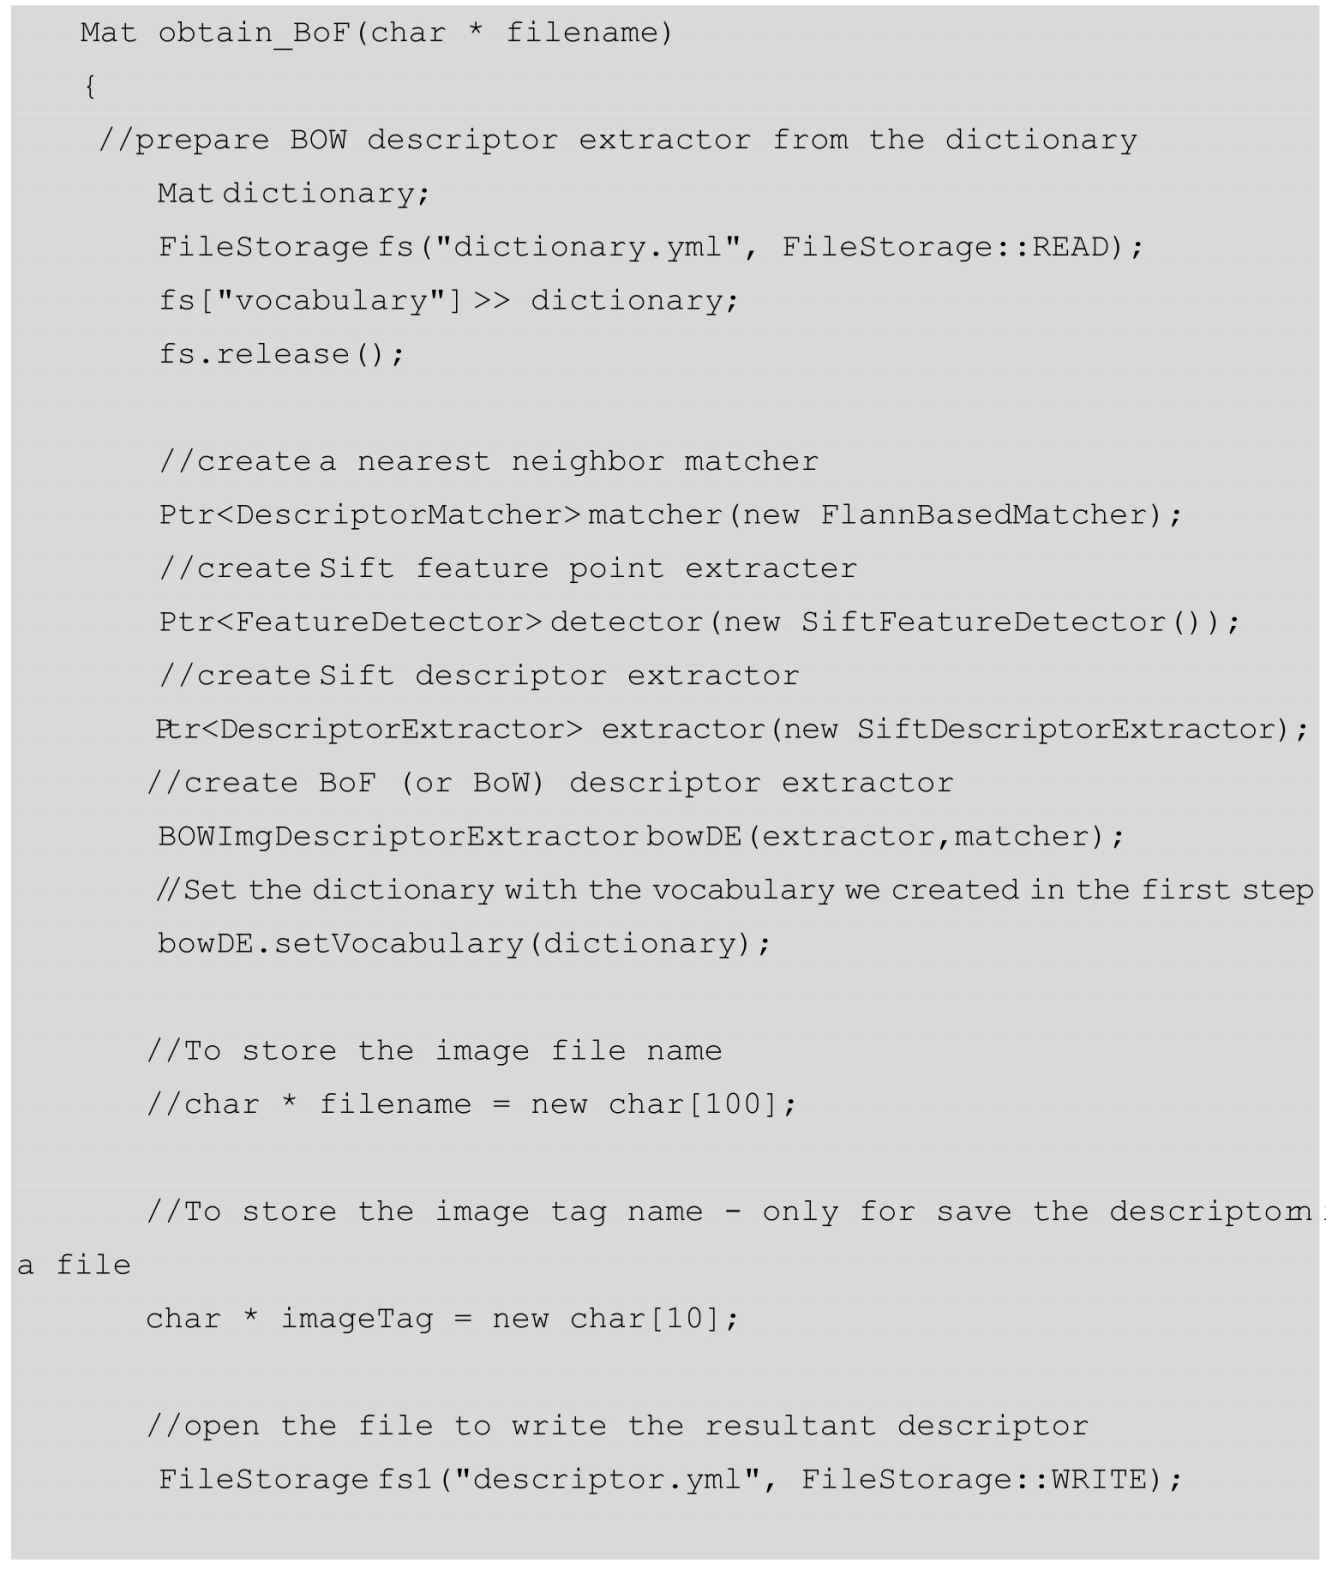 Mat obtain_BoF(char * filename)
{
//prepare BOW descriptor extractor from the dictionary
Mat dictionary;
FileStorage fs("dictionary.yml", FileStorage::READ);
fs["vocabulary"] >> dictionary;
fs.release();
//create a nearest neighbor matcher
Ptr<DescriptorMatcher> matcher(new FlannBasedMatcher);
//create Sift feature point extracter
Ptr<FeatureDetector> detector(new SiftFeatureDetector());
//create Sift descriptor extractor
Ptr<DescriptorExtractor> extractor(new SiftDescriptorExtractor);
//create BoF (or BoW) descriptor extractor
BOWImgDescriptorExtractor bowDE(extractor,matcher);
//Set the dictionary with the vocabulary we created in the first step
bowDE.setVocabulary(dictionary);
//To store the image file name
//char * filename = new char[100];
//To store the image tag name - only for save the descriptor in
a file
char * imageTag = new char[10];
//open the file to write the resultant descriptor
FileStorage fs1("descriptor.yml", FileStorage::WRITE);